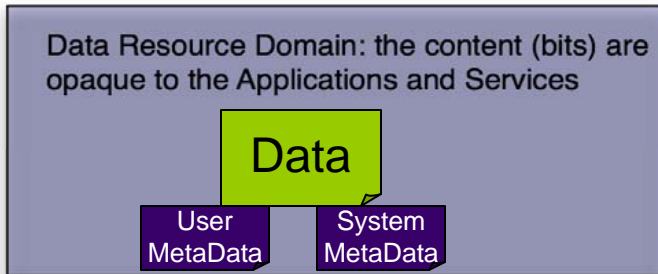 Data Resource Domain: the content (bits) are
opaque to the Applications and Services
Data
User
MetaData
System
MetaData